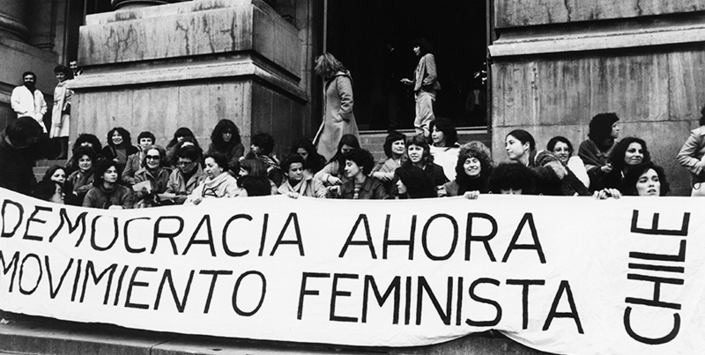 DEMOCRACIA AHORA
MOVIMIENTO FEMINISTA
CHILE